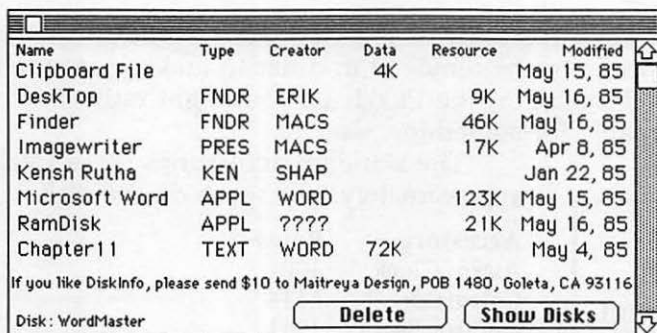 Name Type Creator Data Resource Modified
Clipboard File 4K May 15, 85
DeskTop FNDR ERIK 9K May 16, 85
Finder FNDR MACS 46K May 16, 85
Imagewriter PRES MACS 17K Apr 8, 85
Kensh Rutha KEN SHAP Jan 22, 85
Microsoft Word APPL WORD 123K May 15, 85
RamDisk APPL ???? 21K May 16, 85
Chapter11 TEXT WORD 72K May 4, 85
If you like DiskInfo, please send $10 to Maitreya Design, POB 1480, Goleta, CA 93116
Disk: WordMaster Delete Show Disks